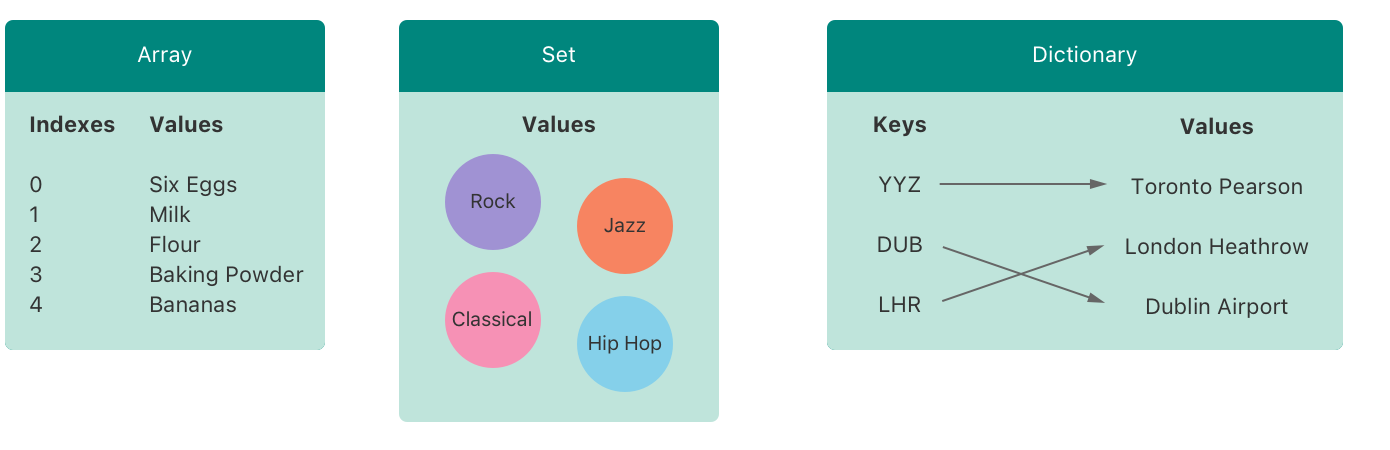 Array
Indexes Values
0 Six Eggs
1 Milk
2 Flour
3 Baking Powder
4 Bananas
Set
Values
Rock
Jazz
Classical
Hip Hop
Dictionary
Keys Values
YYZ Toronto Pearson
DUB London Heathrow
LHR Dublin Airport